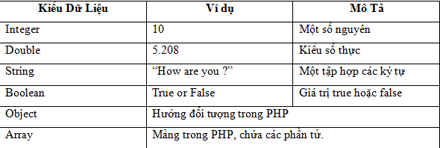 Kiểu Dữ Liệu Ví dụ Mô Tả
Integer 10 Một số nguyên
Double 5.208 Kiểu số thực
String “How are you ?” Một tập hợp các ký tự
Boolean True or False Giá trị true hoặc false
Object Hướng đối tượng trong PHP
Array Mảng trong PHP, chứa các phần tử.